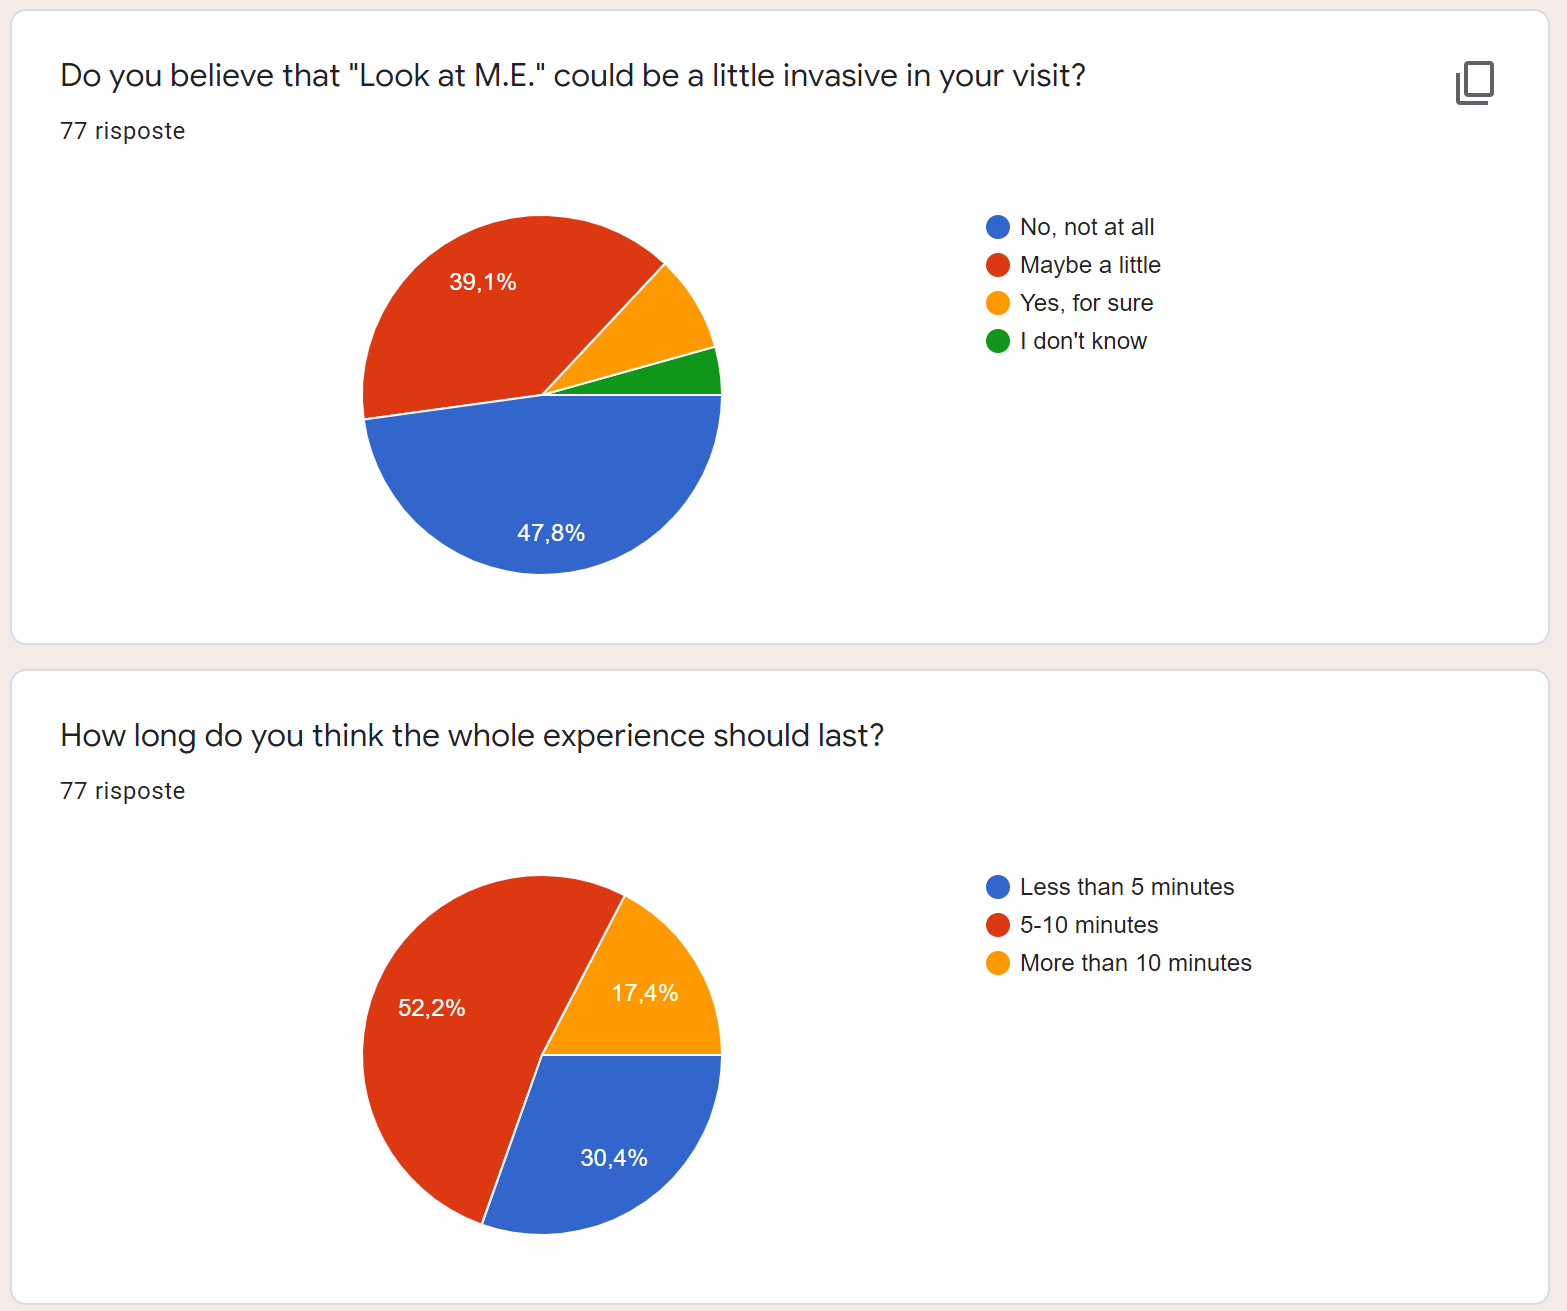 Do you believe that "Look at M.E." could be a little invasive in your visit?
77 risposte
39,1%
47,8%
No, not at all
Maybe a little
Yes, for sure
I don't know
How long do you think the whole experience should last?
77 risposte
52,2%
17,4%
30,4%
Less than 5 minutes
5-10 minutes
More than 10 minutes